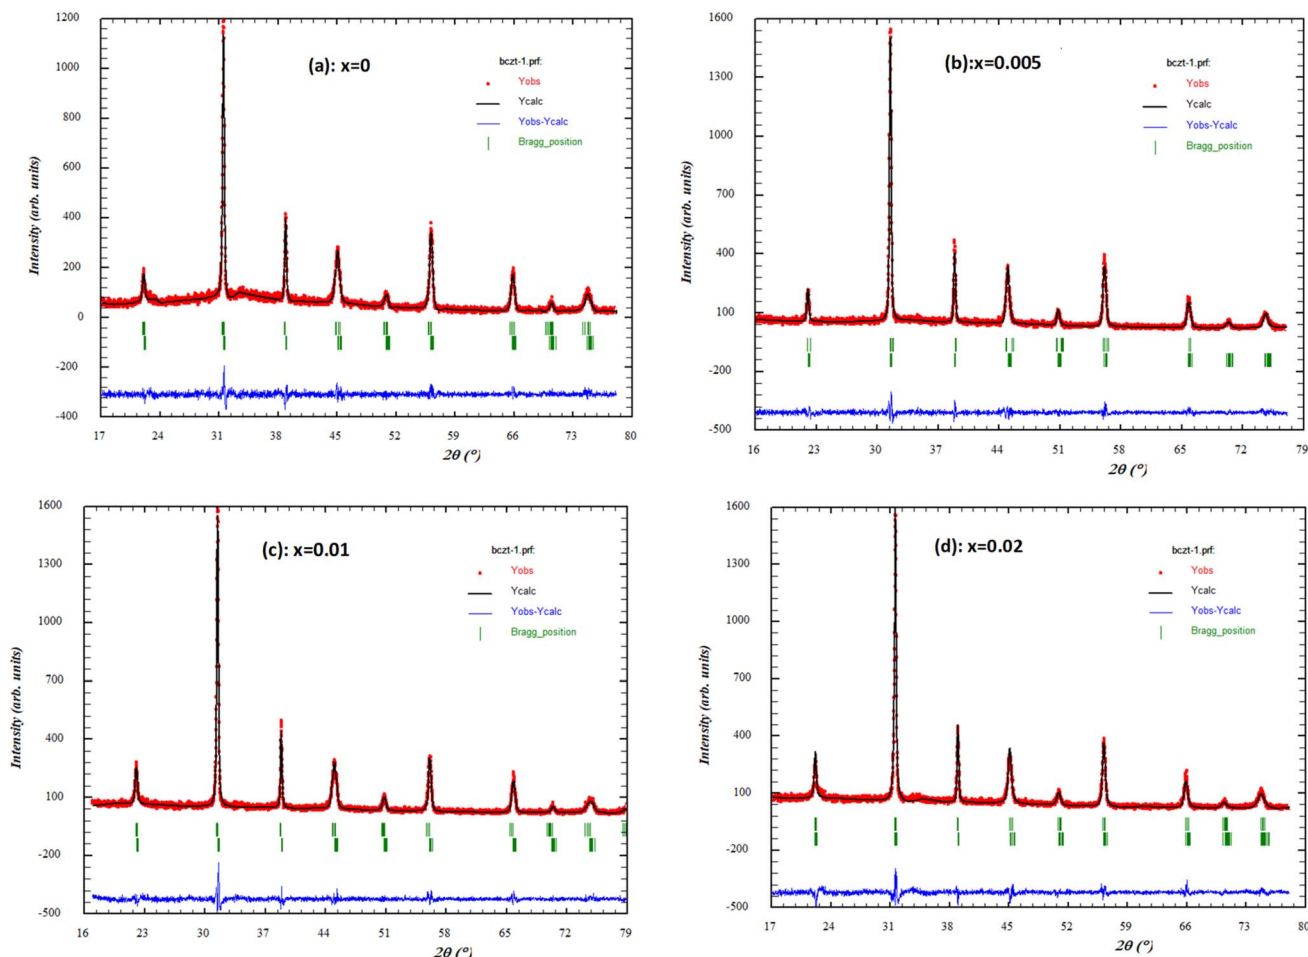 (a): x=0
bczt-1.prf:
Yobs
Ycalc
Yobs-Ycalc
Bragg_position
Intensity (arb. units)
1200
1000
800
600
400
200
0
-200
-400
17 24 31 38 45 52 59 66 73 80
2θ (°)
(b):x=0.005
bczt-1.prf:
Yobs
Ycalc
Yobs-Ycalc
Bragg_position
Intensity (arb. units)
1600
1300
1000
700
400
100
-200
-500
16 23 31 37 44 51 58 65 72 79
2θ (°)
(c): x=0.01
bczt-1.prf:
Yobs
Ycalc
Yobs-Ycalc
Bragg_position
Intensity (arb. units)
1600
1300
1000
700
400
100
-200
-500
16 23 31 37 44 51 58 65 72 79
2θ (°)
(d): x=0.02
bczt-1.prf:
Yobs
Ycalc
Yobs-Ycalc
Bragg_position
Intensity (arb. units)
1600
1300
1000
700
400
100
-200
-500
17 24 31 38 45 52 59 66 73 80
2θ (°)